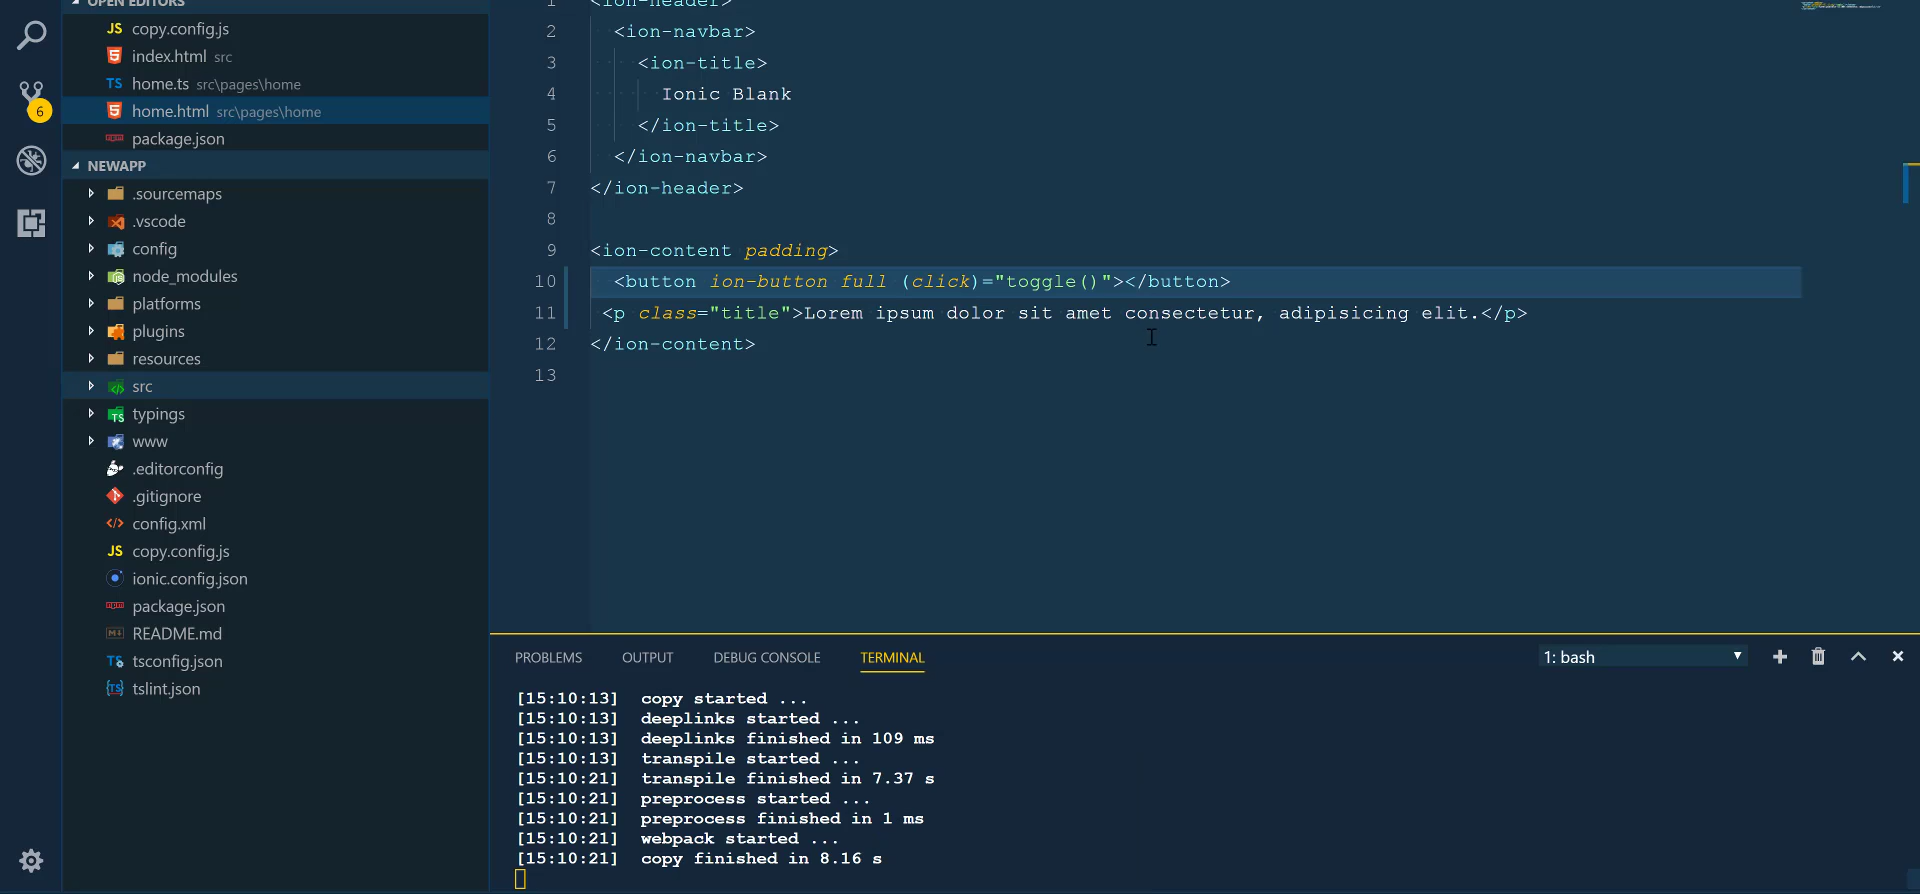 OPEN EDITORS
JS copy.config.js
index.html src
TS home.ts src\pages\home
home.html src\pages\home
package.json
6
NEWAPP
.sourcemaps
.vscode
config
node_modules
platforms
plugins
resources
src
typings
www
.editorconfig
.gitignore
config.xml
JS copy.config.js
ionic.config.json
package.json
README.md
tsconfig.json
tslint.json
1 <ion-header>
2 <ion-navbar>
3 <ion-title>
4 Ionic Blank
5 </ion-title>
6 </ion-navbar>
7 </ion-header>
8
9 <ion-content padding>
10 <button ion-button full (click)="toggle()"></button>
11 <p class="title">Lorem ipsum dolor sit amet consectetur, adipisicing elit.</p>
12 </ion-content>
13
PROBLEMS OUTPUT DEBUG CONSOLE TERMINAL 1: bash
[15:10:13] copy started ...
[15:10:13] deeplinks started ...
[15:10:13] deeplinks finished in 109 ms
[15:10:13] transpile started ...
[15:10:21] transpile finished in 7.37 s
[15:10:21] preprocess started ...
[15:10:21] preprocess finished in 1 ms
[15:10:21] webpack started ...
[15:10:21] copy finished in 8.16 s